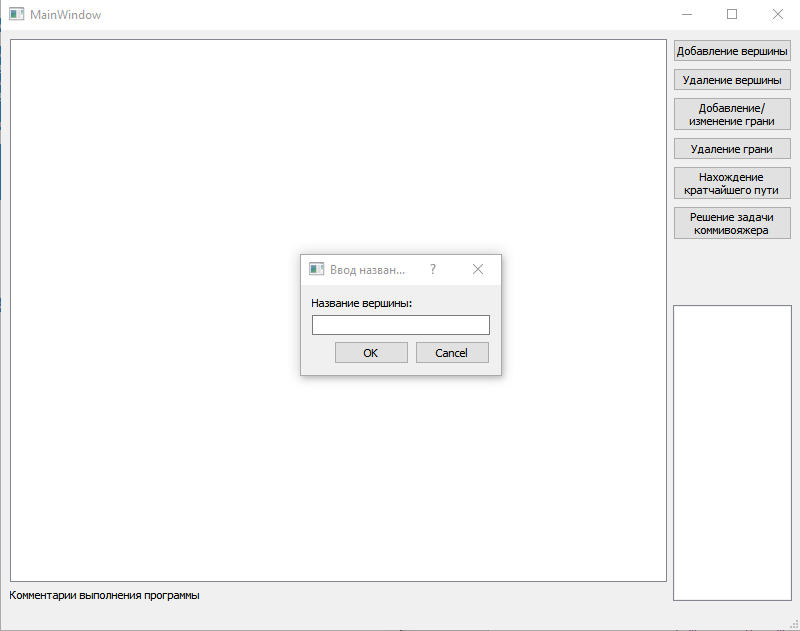 MainWindow
Добавление вершины
Удаление вершины
Добавление/
изменение грани
Удаление грани
Нахождение
кратчайшего пути
Решение задачи
коммивояжера
Ввод назван... ?
Название вершины:
OK Cancel
Комментарии выполнения программы